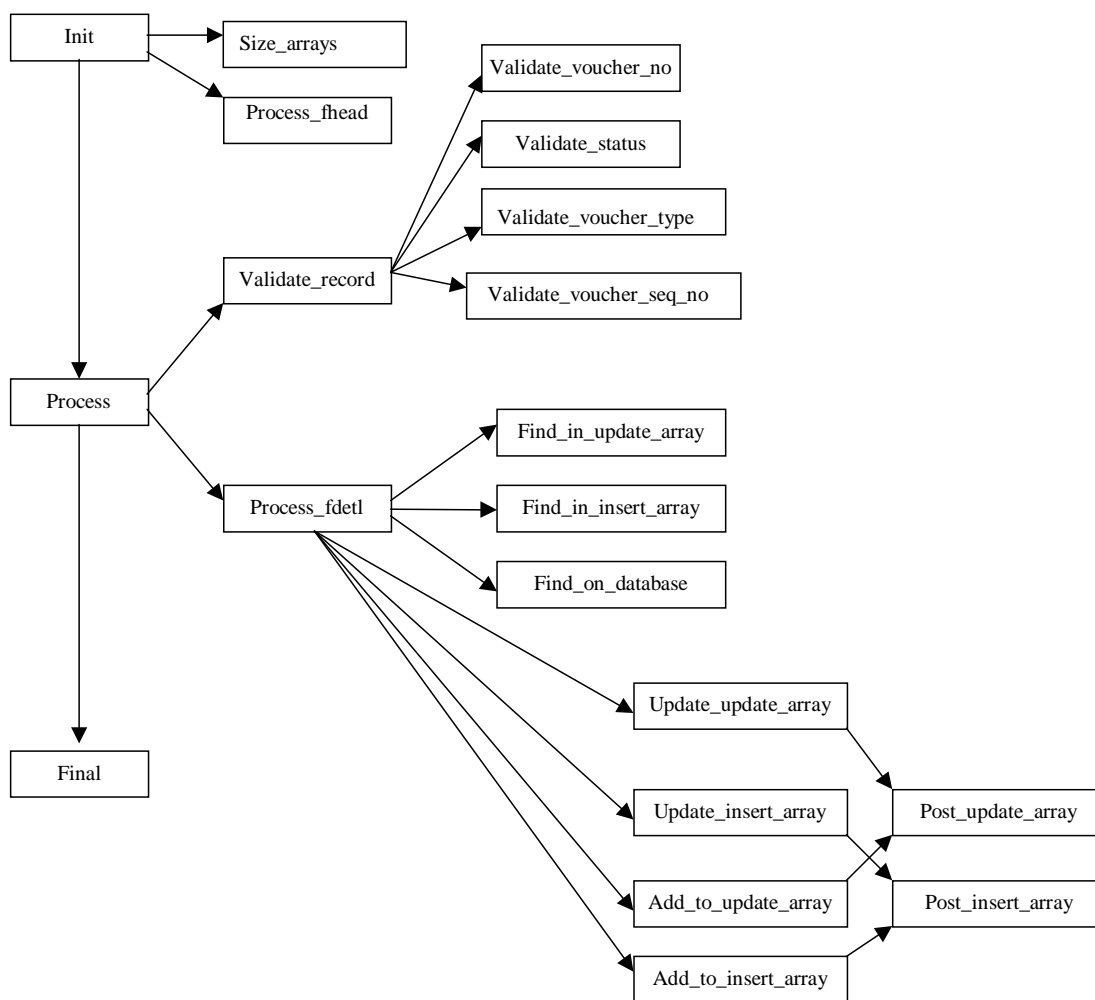 Init
Size_arrays
Process_fhead
Validate_voucher_no
Validate_status
Validate_voucher_type
Validate_record
Validate_voucher_seq_no
Process
Find_in_update_array
Process_fdetl
Find_in_insert_array
Find_on_database
Update_update_array
Final
Update_insert_array
Post_update_array
Add_to_update_array
Post_insert_array
Add_to_insert_array